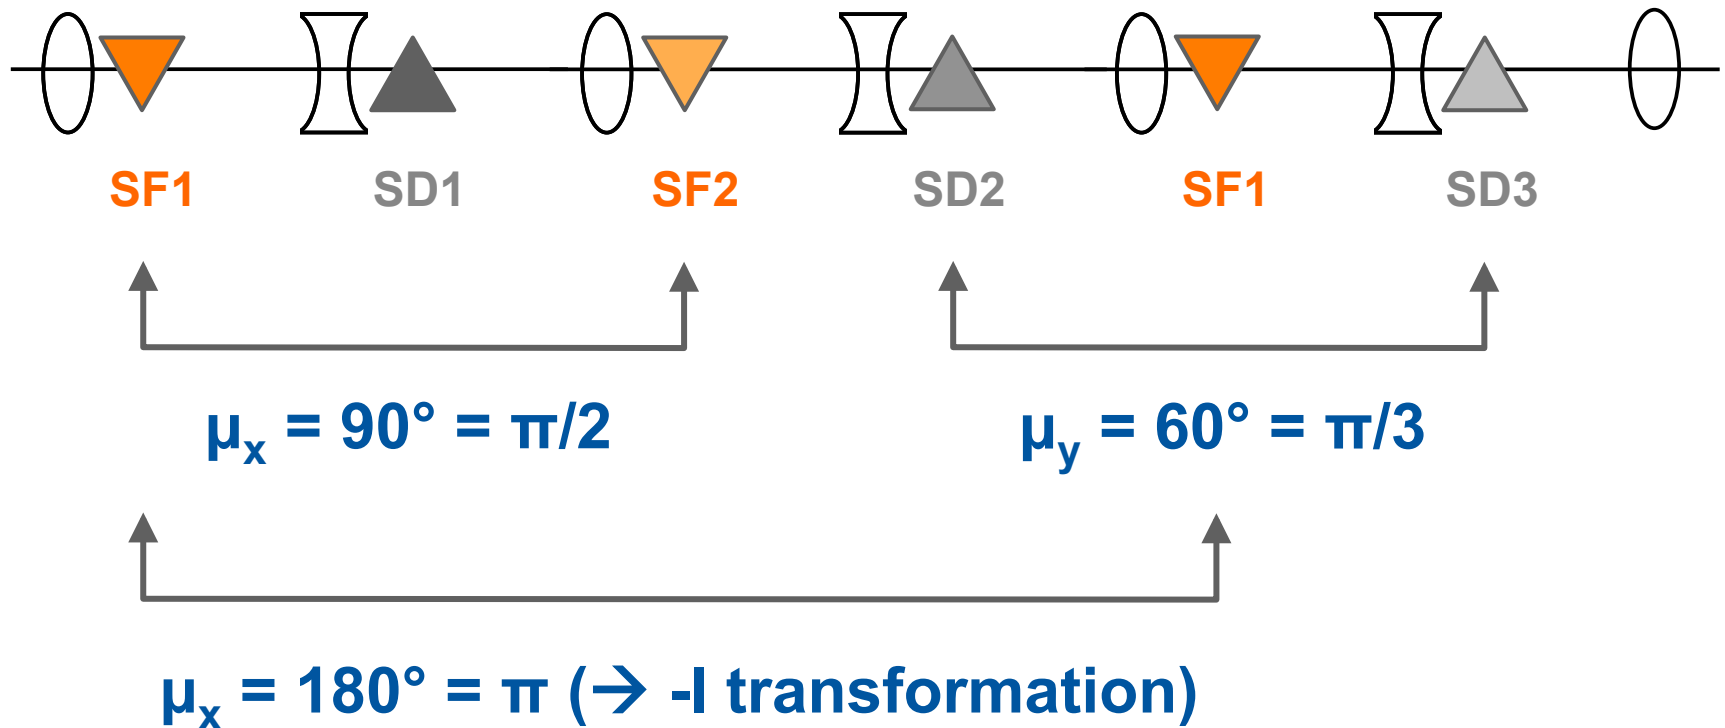 SF1 SD1 SF2 SD2 SF1 SD3
μx = 90° = π/2 μy = 60° = π/3
μx = 180° = π (→ -I transformation)